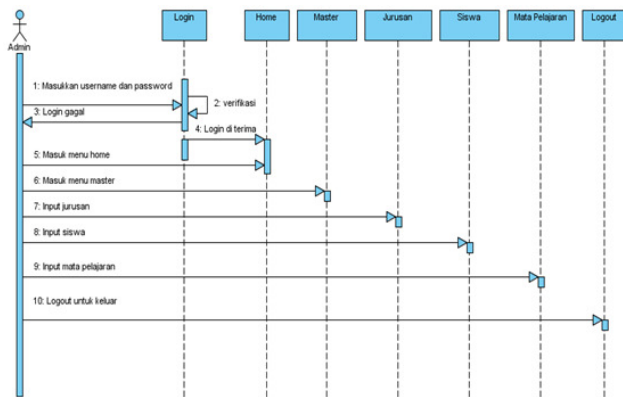 Login
Home
Master
Jurusan
Siswa
Mata Pelajaran
Logout
Admin
1: Masukkan username dan password
2: verifikasi
3: Login gagal
4: Login di terima
5: Masuk menu home
6: Masuk menu master
7: Input jurusan
8: Input siswa
9: Input mata pelajaran
10: Logout untuk keluar